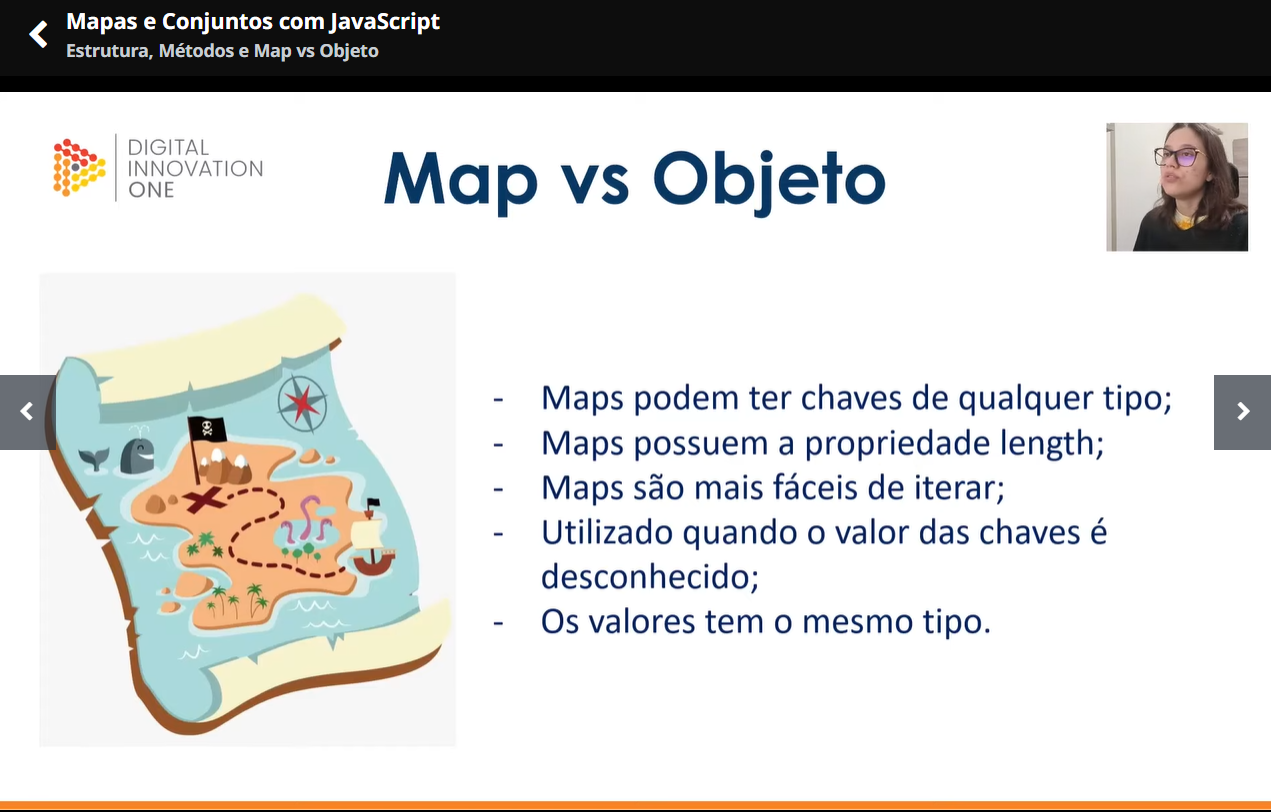 Mapas e Conjuntos com JavaScript
Estrutura, Métodos e Map vs Objeto
DIGITAL
INNOVATION
ONE
Map vs Objeto
- Maps podem ter chaves de qualquer tipo;
- Maps possuem a propriedade length;
- Maps são mais fáceis de iterar;
- Utilizado quando o valor das chaves é
desconhecido;
- Os valores tem o mesmo tipo.